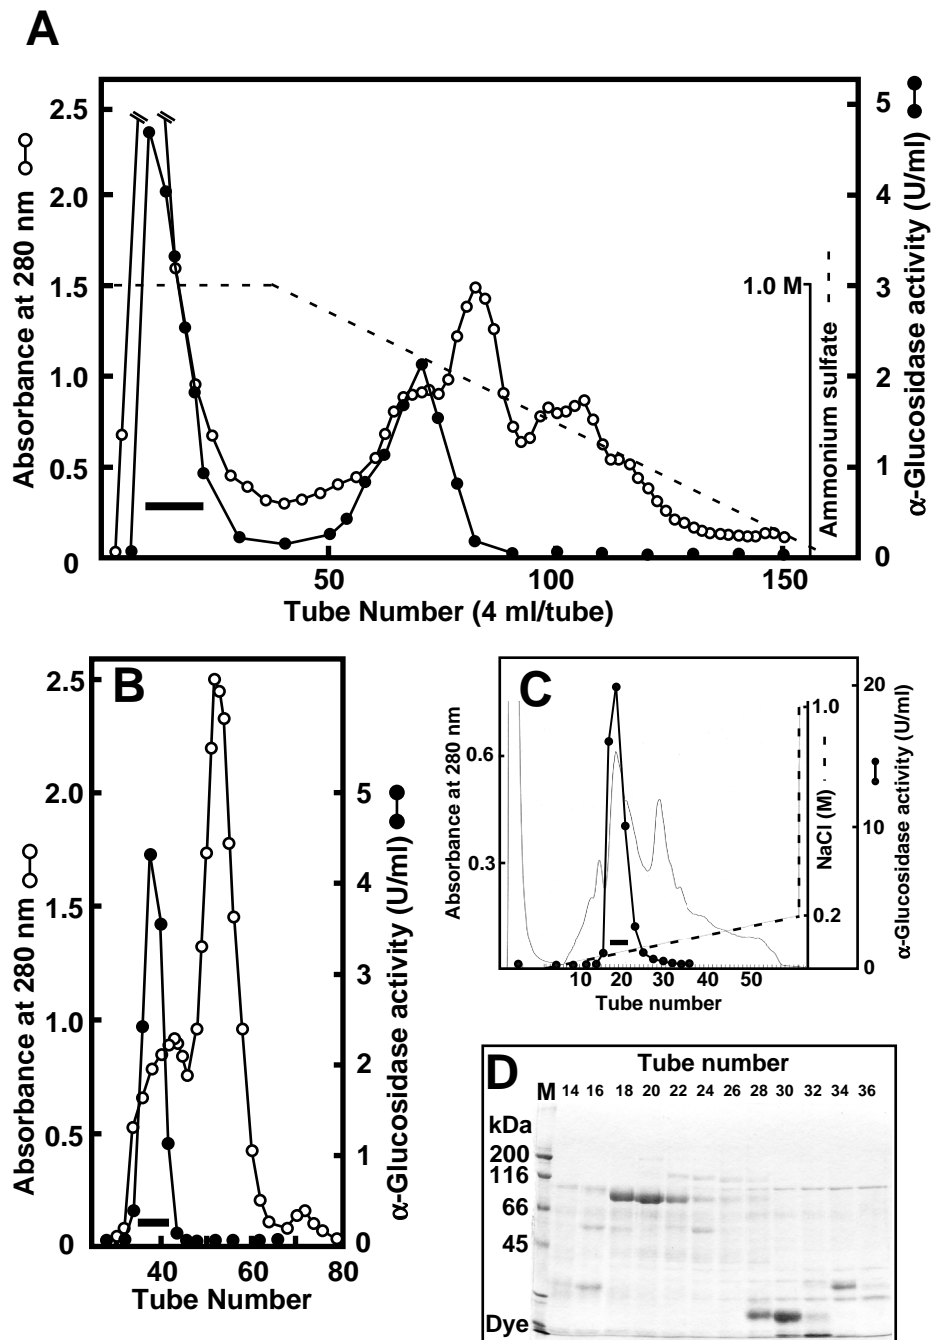 A
Absorbance at 280 nm
2.5
2.0
1.5
1.0
0.5
0
50
100
150
Tube Number (4 ml/tube)
1.0 M
Ammonium sulfate
5
4
3
2
1
0
α-Glucosidase activity (U/ml)
B
Absorbance at 280 nm
2.5
2.0
1.5
1.0
0.5
0
40
60
80
Tube Number
5
4
3
2
1
0
α-Glucosidase activity (U/ml)
C
Absorbance at 280 nm
0.6
0.3
10 20 30 40 50
Tube number
1.0
0.2
NaCl (M)
20
10
0
α-Glucosidase activity (U/ml)
D
Tube number
M 14 16 18 20 22 24 26 28 30 32 34 36
kDa
200
116
66
45
Dye